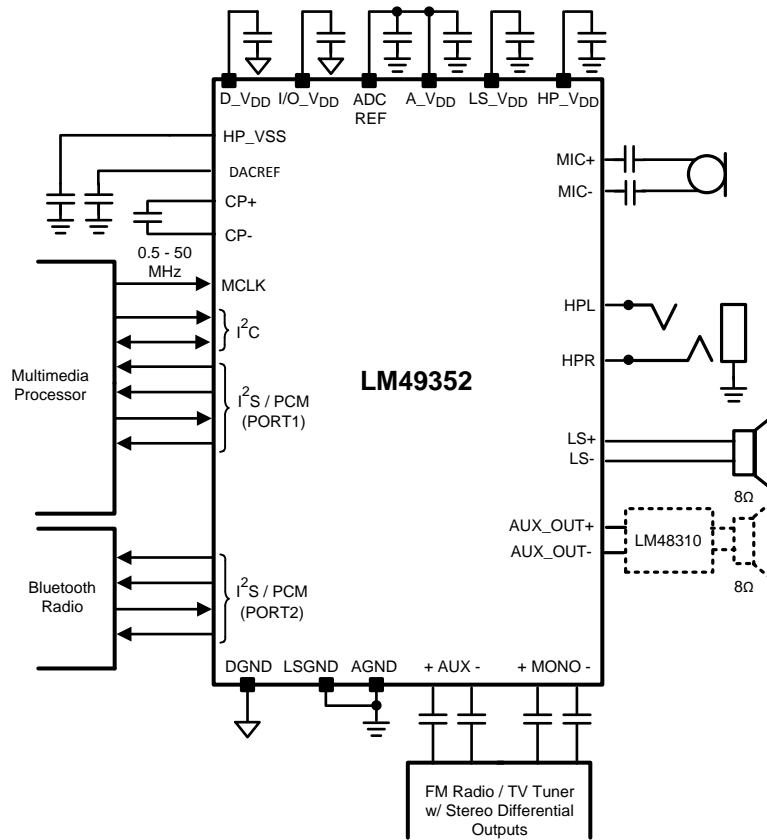 D_VDD I/O_VDD ADC REF A_VDD LS_VDD HP_VDD
HP_VSS
DACREF
CP+
CP-
0.5 - 50
MHz
MCLK
I2C
Multimedia
Processor
I2S / PCM
(PORT1)
Bluetooth
Radio
I2S / PCM
(PORT2)
LM49352
MIC+
MIC-
HPL
HPR
LS+
LS-
8Ω
AUX_OUT+
AUX_OUT-
LM48310
8Ω
DGND LSGND AGND + AUX - + MONO -
FM Radio / TV Tuner
w/ Stereo Differential
Outputs